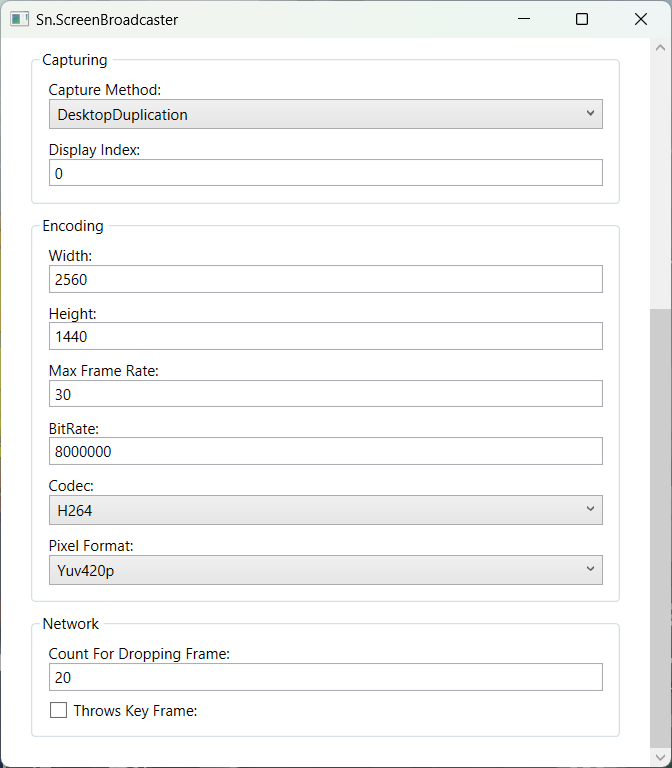 Sn.ScreenBroadcaster
Capturing
Capture Method:
DesktopDuplication
Display Index:
0
Encoding
Width:
2560
Height:
1440
Max Frame Rate:
30
BitRate:
8000000
Codec:
H264
Pixel Format:
Yuv420p
Network
Count For Dropping Frame:
20
Throws Key Frame: